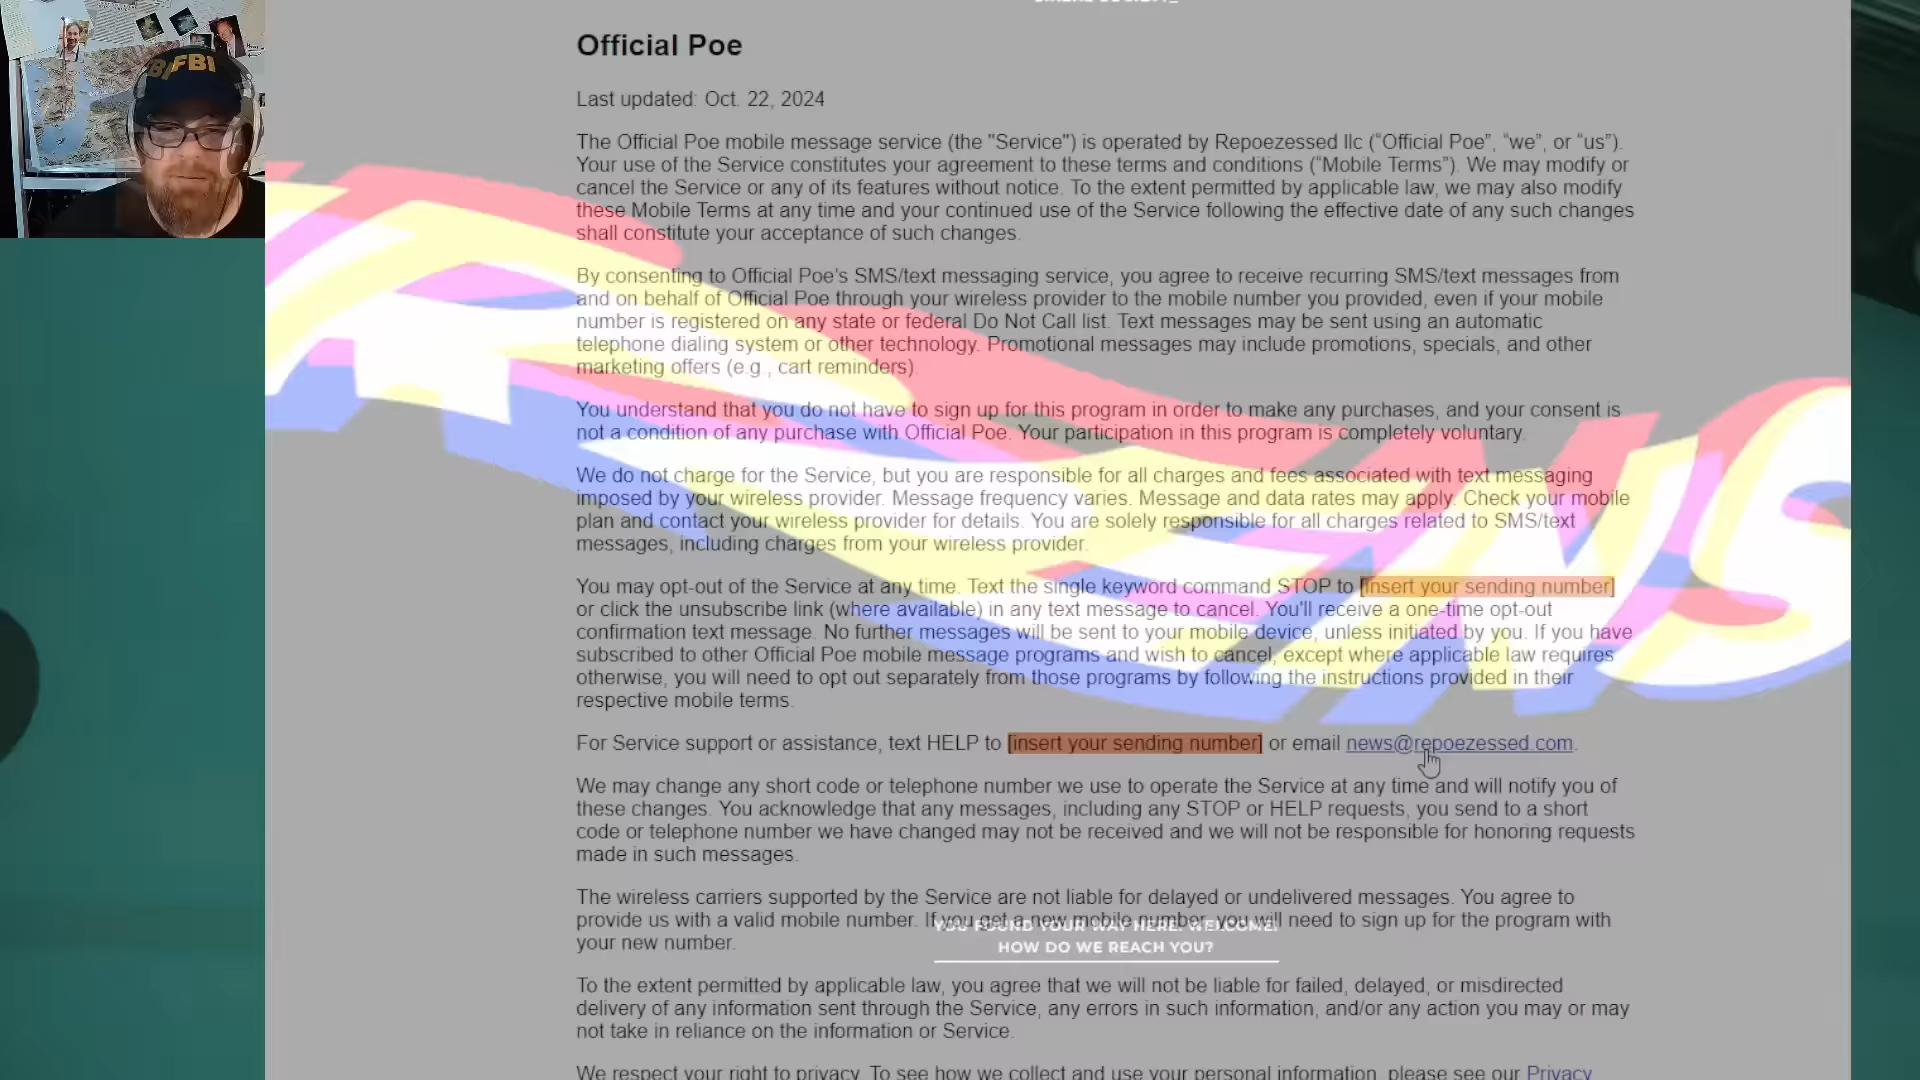 FBI
Official Poe
Last updated: Oct. 22, 2024
The Official Poe mobile message service (the "Service") is operated by Repoezessed llc (“Official Poe”, “we”, or “us”).
Your use of the Service constitutes your agreement to these terms and conditions (“Mobile Terms”). We may modify or
cancel the Service or any of its features without notice. To the extent permitted by applicable law, we may also modify
these Mobile Terms at any time and your continued use of the Service following the effective date of any such changes
shall constitute your acceptance of such changes.
By consenting to Official Poe’s SMS/text messaging service, you agree to receive recurring SMS/text messages from
and on behalf of Official Poe through your wireless provider to the mobile number you provided, even if your mobile
number is registered on any state or federal Do Not Call list. Text messages may be sent using an automatic
telephone dialing system or other technology. Promotional messages may include promotions, specials, and other
marketing offers (e.g., cart reminders).
You understand that you do not have to sign up for this program in order to make any purchases, and your consent is
not a condition of any purchase with Official Poe. Your participation in this program is completely voluntary.
We do not charge for the Service, but you are responsible for all charges and fees associated with text messaging
imposed by your wireless provider. Message frequency varies. Message and data rates may apply. Check your mobile
plan and contact your wireless provider for details. You are solely responsible for all charges related to SMS/text
messages, including charges from your wireless provider.
You may opt-out of the Service at any time. Text the single keyword command STOP to [insert your sending number]
or click the unsubscribe link (where available) in any text message to cancel. You'll receive a one-time opt-out
confirmation text message. No further messages will be sent to your mobile device, unless initiated by you. If you have
subscribed to other Official Poe mobile message programs and wish to cancel, except where applicable law requires
otherwise, you will need to opt out separately from those programs by following the instructions provided in their
respective mobile terms.
For Service support or assistance, text HELP to [insert your sending number] or email news@repoezessed.com.
We may change any short code or telephone number we use to operate the Service at any time and will notify you of
these changes. You acknowledge that any messages, including any STOP or HELP requests, you send to a short
code or telephone number we have changed may not be received and we will not be responsible for honoring requests
made in such messages.
The wireless carriers supported by the Service are not liable for delayed or undelivered messages. You agree to
provide us with a valid mobile number. If you get a new mobile number, you will need to sign up for the program with
your new number.
YOU FOUND YOUR WAY HERE. WELCOME.
HOW DO WE REACH YOU?
To the extent permitted by applicable law, you agree that we will not be liable for failed, delayed, or misdirected
delivery of any information sent through the Service, any errors in such information, and/or any action you may or may
not take in reliance on the information or Service.
We respect your right to privacy. To see how we collect and use your personal information, please see our Privacy